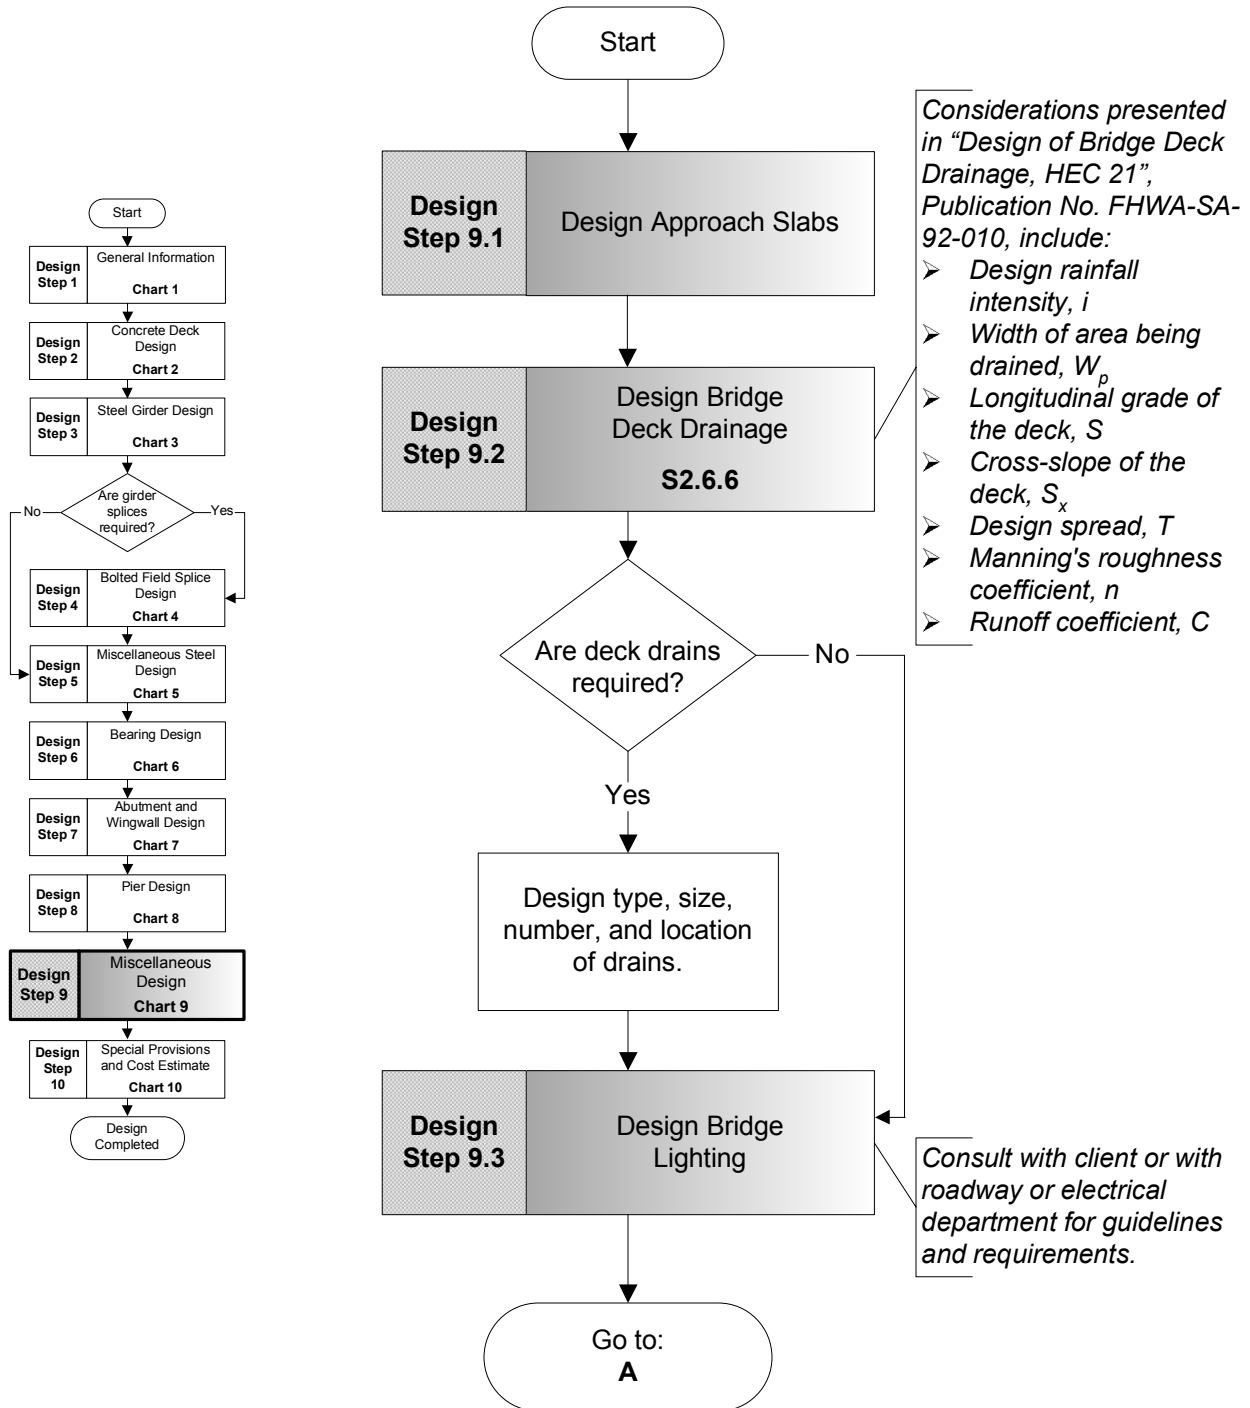 Start
Design
Step 1
General Information
Chart 1
Design
Step 2
Concrete Deck
Design
Chart 2
Design
Step 3
Steel Girder Design
Chart 3
Are girder
splices
required?
No
Yes
Design
Step 4
Bolted Field Splice
Design
Chart 4
Design
Step 5
Miscellaneous Steel
Design
Chart 5
Design
Step 6
Bearing Design
Chart 6
Design
Step 7
Abutment and
Wingwall Design
Chart 7
Design
Step 8
Pier Design
Chart 8
Design
Step 9
Miscellaneous
Design
Chart 9
Design
Step
10
Special Provisions
and Cost Estimate
Chart 10
Design
Completed
Start
Design
Step 9.1
Design Approach Slabs
Design
Step 9.2
Design Bridge
Deck Drainage
S2.6.6
Considerations presented
in “Design of Bridge Deck
Drainage, HEC 21”,
Publication No. FHWA-SA-
92-010, include:
➢ Design rainfall
intensity, i
➢ Width of area being
drained, Wp
➢ Longitudinal grade of
the deck, S
➢ Cross-slope of the
deck, Sx
➢ Design spread, T
➢ Manning's roughness
coefficient, n
➢ Runoff coefficient, C
Are deck drains
required?
No
Yes
Design type, size,
number, and location
of drains.
Design
Step 9.3
Design Bridge
Lighting
Consult with client or with
roadway or electrical
department for guidelines
and requirements.
Go to:
A